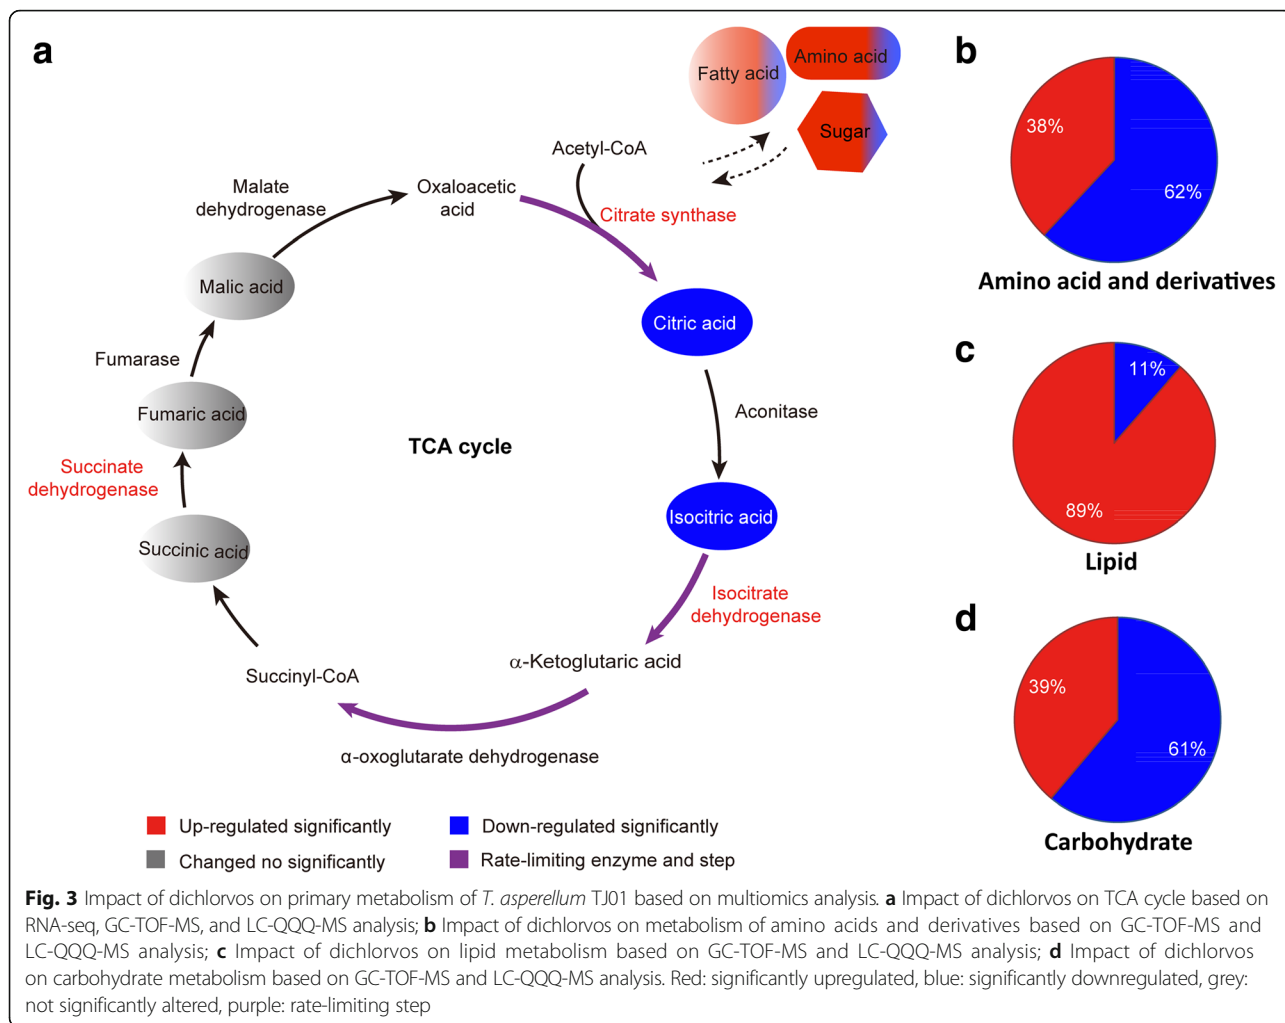 a
Fatty acid
Amino acid
Sugar
Acetyl-CoA
Malate
dehydrogenase
Oxaloacetic
acid
Citrate synthase
Malic acid
Citric acid
Fumarase
Aconitase
Fumaric acid
TCA cycle
Succinate
dehydrogenase
Isocitric acid
Succinic acid
Isocitrate
dehydrogenase
α-Ketoglutaric acid
Succinyl-CoA
α-oxoglutarate dehydrogenase
Up-regulated significantly
Down-regulated significantly
Changed no significantly
Rate-limiting enzyme and step
b
38%
62%
Amino acid and derivatives
c
11%
89%
Lipid
d
39%
61%
Carbohydrate
Fig. 3 Impact of dichlorvos on primary metabolism of T. asperellum TJ01 based on multiomics analysis. a Impact of dichlorvos on TCA cycle based on
RNA-seq, GC-TOF-MS, and LC-QQQ-MS analysis; b Impact of dichlorvos on metabolism of amino acids and derivatives based on GC-TOF-MS and
LC-QQQ-MS analysis; c Impact of dichlorvos on lipid metabolism based on GC-TOF-MS and LC-QQQ-MS analysis; d Impact of dichlorvos
on carbohydrate metabolism based on GC-TOF-MS and LC-QQQ-MS analysis. Red: significantly upregulated, blue: significantly downregulated, grey:
not significantly altered, purple: rate-limiting step